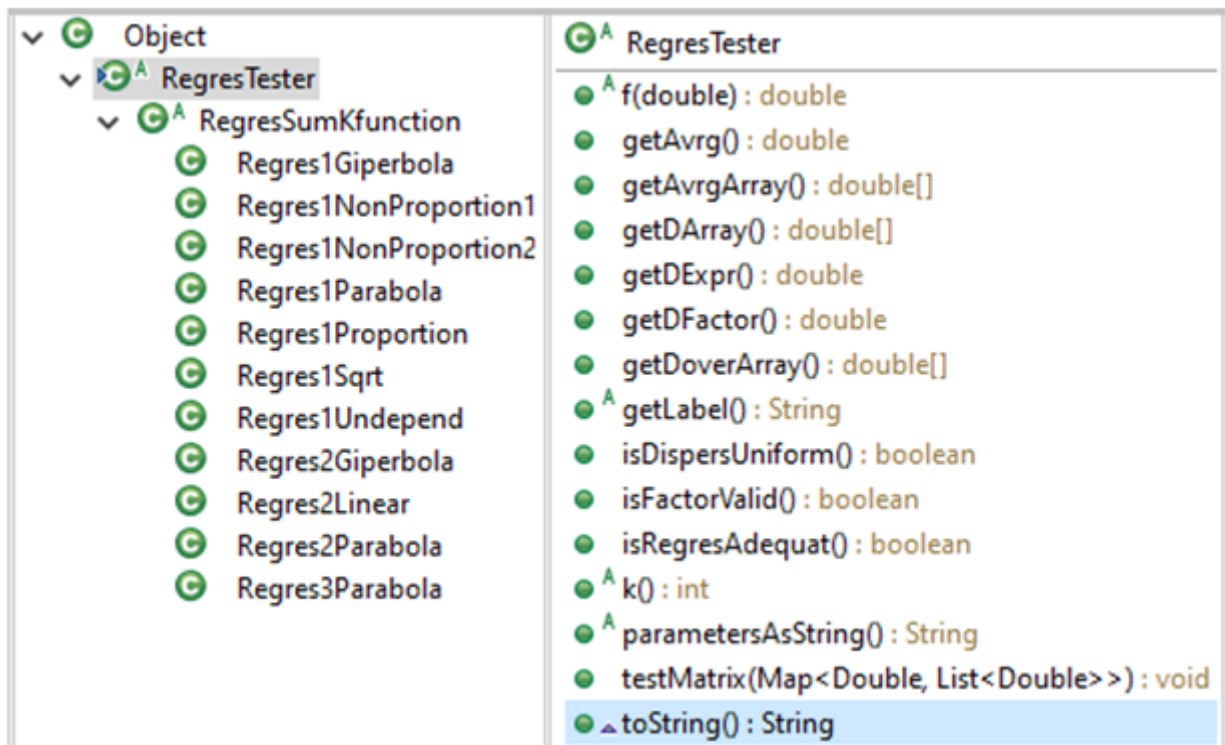 Object
RegresTester
RegresSumKfunction
Regres1Giperbola
Regres1NonProportion1
Regres1NonProportion2
Regres1Parabola
Regres1Proportion
Regres1Sqrt
Regres1Undepend
Regres2Giperbola
Regres2Linear
Regres2Parabola
Regres3Parabola
RegresTester
f(double) : double
getAvrg() : double
getAvrgArray() : double[]
getDArray() : double[]
getDExpr() : double
getDFactor() : double
getDoverArray() : double[]
getLabel() : String
isDispersUniform() : boolean
isFactorValid() : boolean
isRegresAdequat() : boolean
k() : int
parametersAsString() : String
testMatrix(Map<Double, List<Double>>) : void
toString() : String